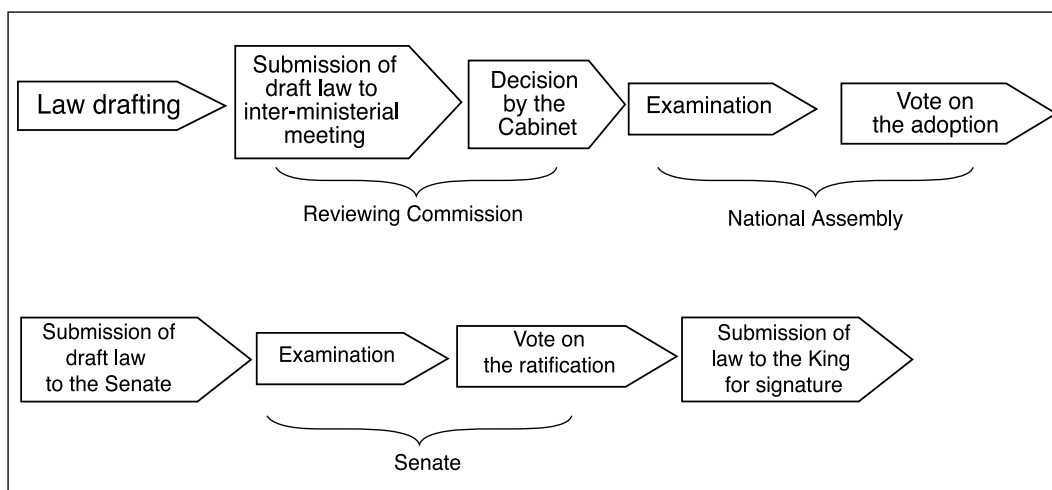 Law drafting
Submission of
draft law to
inter-ministerial
meeting
Decision
by the
Cabinet
Examination
Vote on
the adoption
Reviewing Commission
National Assembly
Submission of
draft law
to the Senate
Examination
Vote on
the ratification
Submission of
law to the King
for signature
Senate